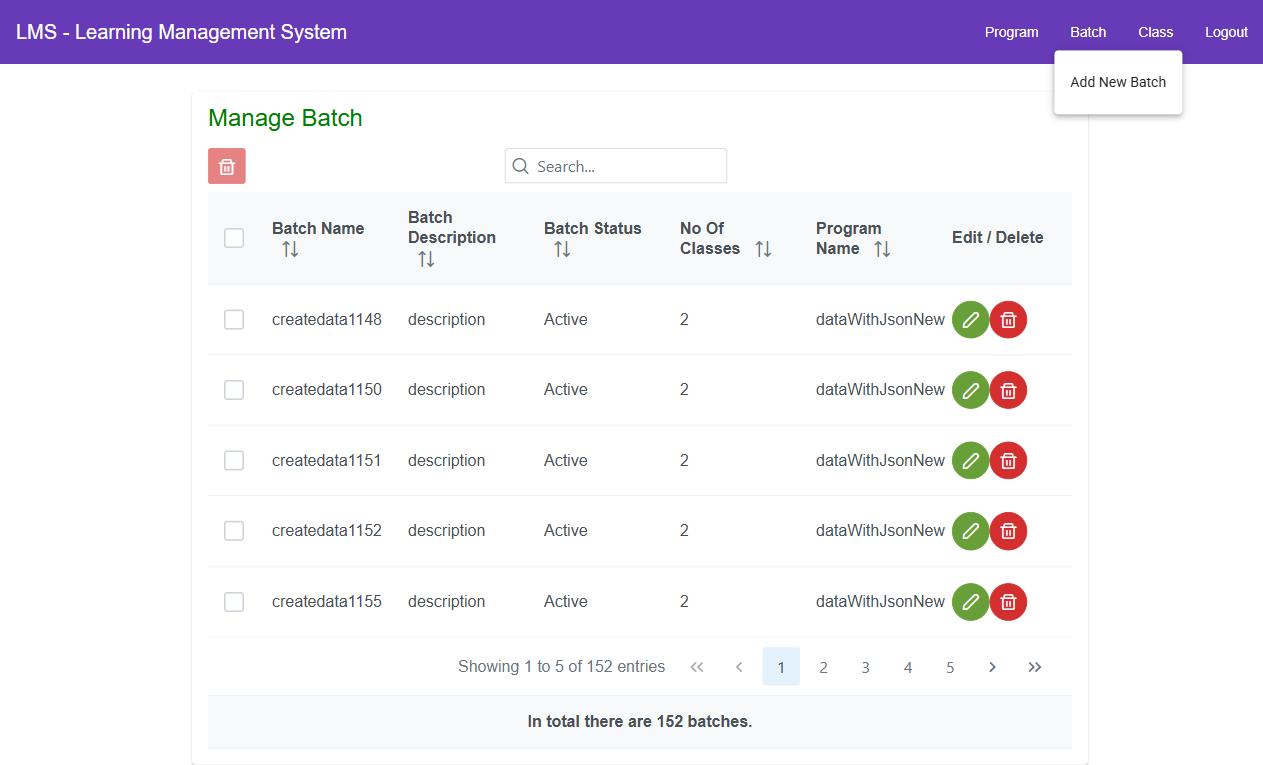 LMS - Learning Management System
Program Batch Class Logout
Add New Batch
Manage Batch
Search...
Batch Name Batch Description Batch Status No Of Classes Program Name Edit / Delete
createdata1148 description Active 2 dataWithJsonNew
createdata1150 description Active 2 dataWithJsonNew
createdata1151 description Active 2 dataWithJsonNew
createdata1152 description Active 2 dataWithJsonNew
createdata1155 description Active 2 dataWithJsonNew
Showing 1 to 5 of 152 entries 1 2 3 4 5
In total there are 152 batches.